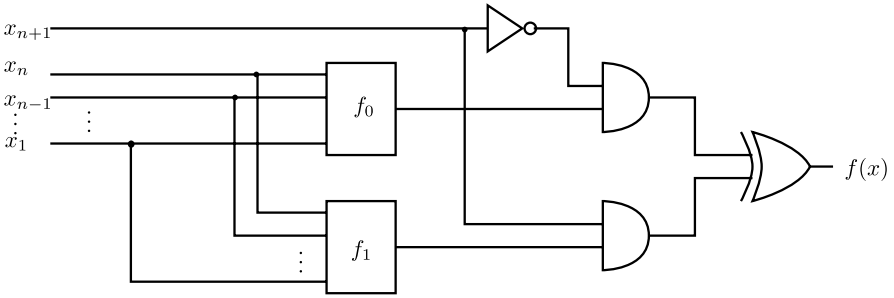 x_{n+1}
x_n
x_{n-1}
⋮ ⋮
x_1
f_0
f_1
⋮
f(x)